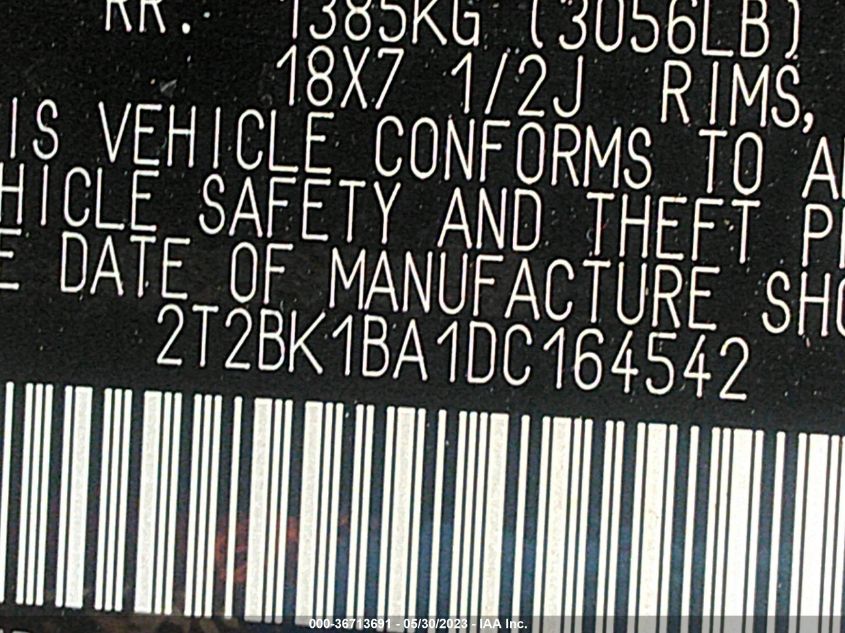 RR. 1385KG (3056LB)
18X7 1/2J RIMS,
IS VEHICLE CONFORMS TO A
HICLE SAFETY AND THEFT P
E DATE OF MANUFACTURE SHO
2T2BK1BA1DC164542
000-36713691 - 05/30/2023 - IAA Inc.